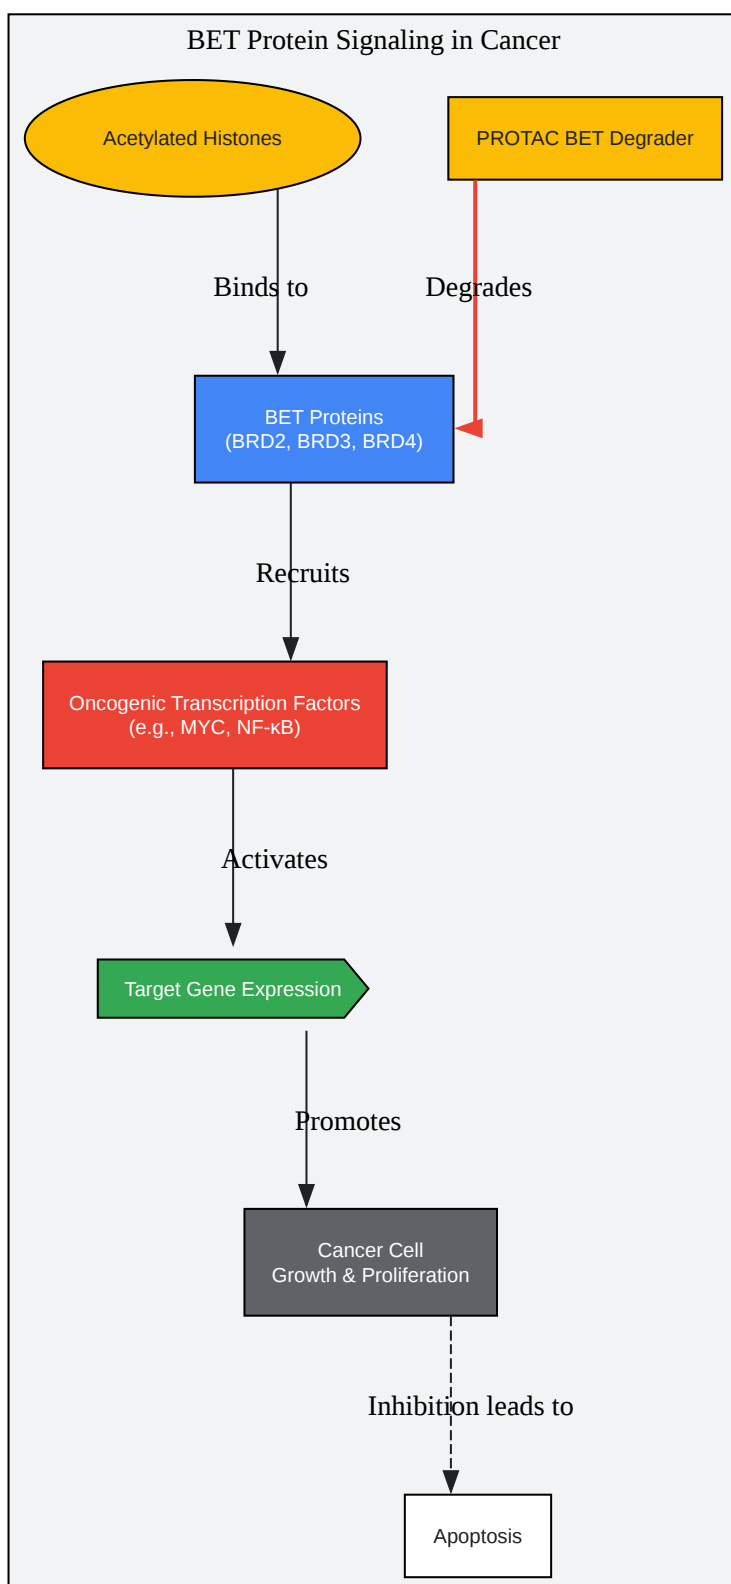 BET Protein Signaling in Cancer
Acetylated Histones
PROTAC BET Degrader
Binds to
Degrades
BET Proteins
(BRD2, BRD3, BRD4)
Recruits
Oncogenic Transcription Factors
(e.g., MYC, NF-κB)
Activates
Target Gene Expression
Promotes
Cancer Cell
Growth & Proliferation
Inhibition leads to
Apoptosis